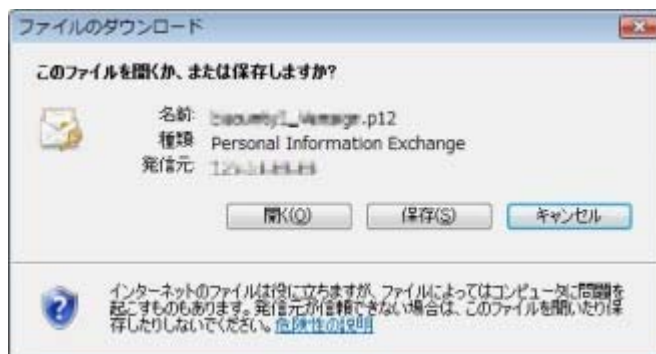 ファイルのダウンロード
このファイルを開くか、または保存しますか?
名前: .p12
種類: Personal Information Exchange
発信元:
開く(O) 保存(S) キャンセル
インターネットのファイルは役に立ちますが、ファイルによってはコンピュータに問題を
起こすものもあります。発信元が信頼できない場合は、このファイルを開いたり保
存したりしないでください。危険性の説明